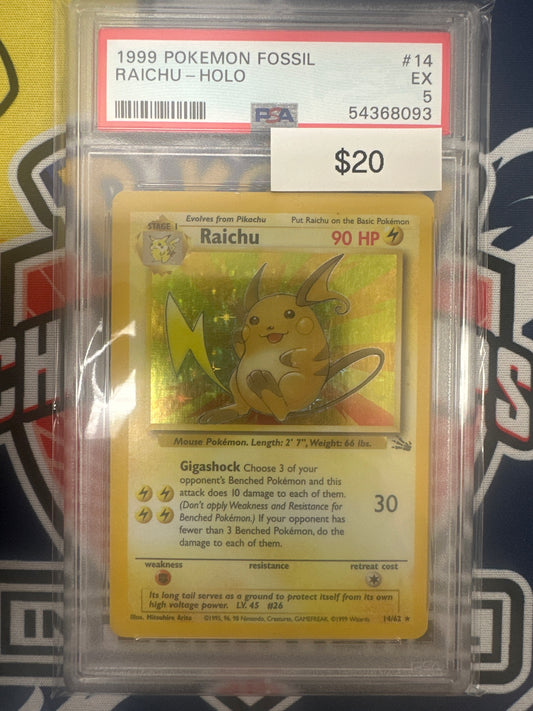 1999 POKEMON FOSSIL #14
RAICHU - HOLO EX
5
PSA 54368093
$20
Evolves from Pikachu Put Raichu on the Basic Pokémon
STAGE 1
Raichu 90 HP
Mouse Pokémon. Length: 2' 7", Weight: 66 lbs.
Gigashock Choose 3 of your
opponent's Benched Pokémon and this
attack does 10 damage to each of them.
(Don't apply Weakness and Resistance for
Benched Pokémon.) If your opponent has
fewer than 3 Benched Pokémon, do the
damage to each of them.
30
weakness resistance retreat cost
Its long tail serves as a ground to protect itself from its own
high voltage power. LV. 45 #26
Illus. Mitsuhiro Arita ©1995, 96, 98 Nintendo, Creatures, GAMEFREAK. ©1999 Wizards. 14/62